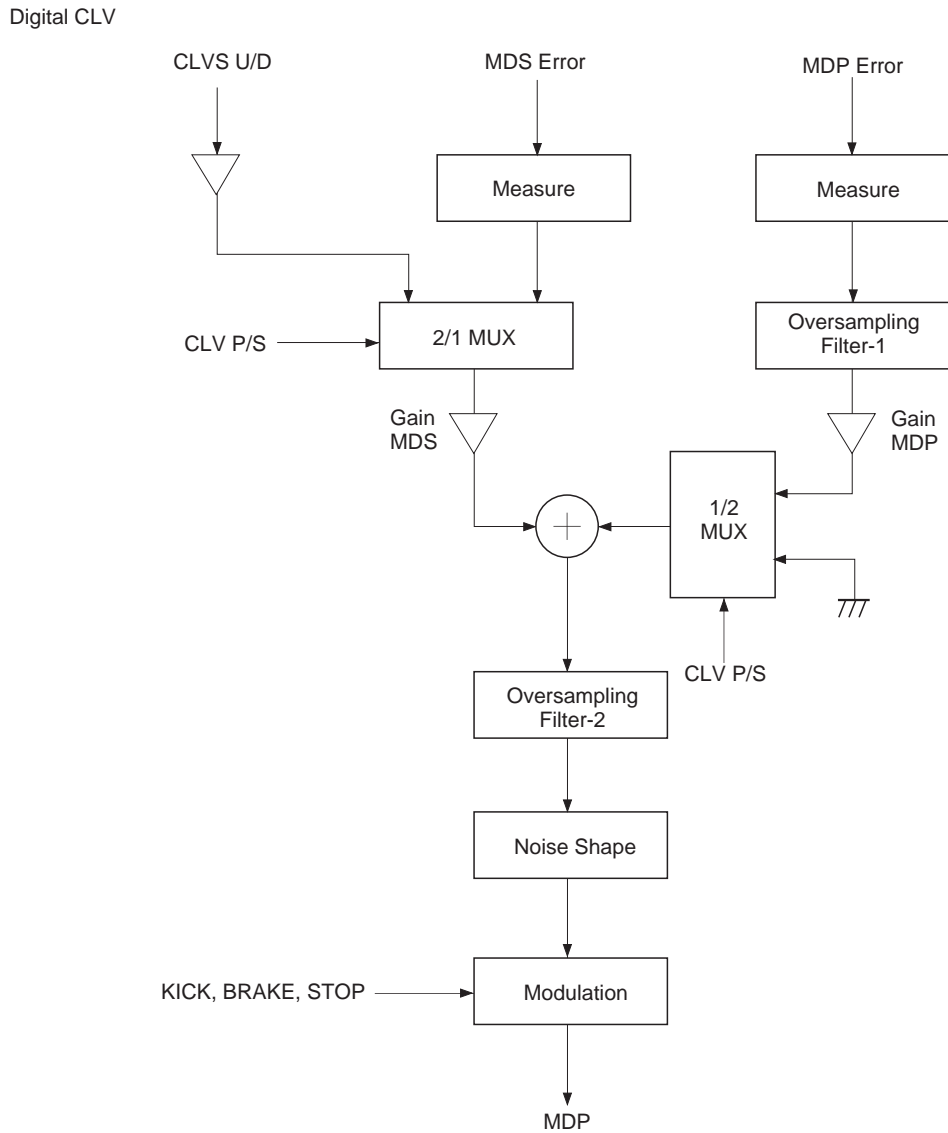 Digital CLV
CLVS U/D
MDS Error
MDP Error
Measure
Measure
CLV P/S
2/1 MUX
Oversampling
Filter-1
Gain
MDS
Gain
MDP
1/2
MUX
CLV P/S
Oversampling
Filter-2
Noise Shape
KICK, BRAKE, STOP
Modulation
MDP